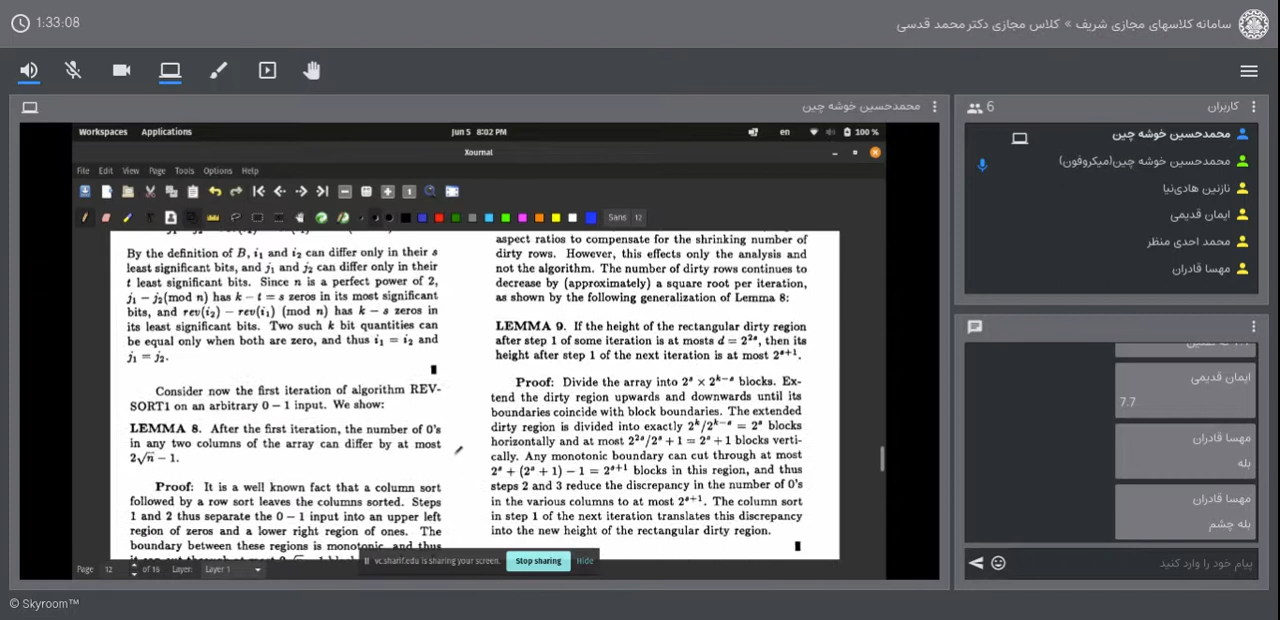 1:33:08
سامانه کلاسهای مجازی شریف » کلاس مجازی دکتر محمد قدسی
محمدحسین خوشه چین
Workspaces Applications
Jun 5 8:02 PM
en
100 %
Xournal
File Edit View Page Tools Options Help
Sans 12
By the definition of B, i₁ and i₂ can differ only in their s
least significant bits, and j₁ and j₂ can differ only in their
t least significant bits. Since n is a perfect power of 2,
j₁ − j₂(mod n) has k − t = s zeros in its most significant
bits, and rev(i₂) − rev(i₁) (mod n) has k − s zeros in
its least significant bits. Two such k bit quantities can
be equal only when both are zero, and thus i₁ = i₂ and
j₁ = j₂.
Consider now the first iteration of algorithm REV-
SORT1 on an arbitrary 0 − 1 input. We show:
LEMMA 8. After the first iteration, the number of 0's
in any two columns of the array can differ by at most
2√n − 1.
Proof: It is a well known fact that a column sort
followed by a row sort leaves the columns sorted. Steps
1 and 2 thus separate the 0 − 1 input into an upper left
region of zeros and a lower right region of ones. The
boundary between these regions is monotonic, and thus
aspect ratios to compensate for the shrinking number of
dirty rows. However, this effects only the analysis and
not the algorithm. The number of dirty rows continues to
decrease by (approximately) a square root per iteration,
as shown by the following generalization of Lemma 8:
LEMMA 9. If the height of the rectangular dirty region
after step 1 of some iteration is at mosts d = 2²ˢ, then its
height after step 1 of the next iteration is at most 2ˢ⁺¹.
Proof: Divide the array into 2ˢ × 2ᵏ⁻ˢ blocks. Ex-
tend the dirty region upwards and downwards until its
boundaries coincide with block boundaries. The extended
dirty region is divided into exactly 2ᵏ/2ᵏ⁻ˢ = 2ˢ blocks
horizontally and at most 2²ˢ/2ˢ + 1 = 2ˢ + 1 blocks verti-
cally. Any monotonic boundary can cut through at most
2ˢ + (2ˢ + 1) − 1 = 2ˢ⁺¹ blocks in this region, and thus
steps 2 and 3 reduce the discrepancy in the number of 0's
in the various columns to at most 2ˢ⁺¹. The column sort
in step 1 of the next iteration translates this discrepancy
into the new height of the rectangular dirty region.
vc.sharif.edu is sharing your screen. Stop sharing Hide
Page 12 of 15 Layer: Layer 1
© Skyroom™
کاربران
6
محمدحسین خوشه چین
محمدحسین خوشه چین(میکروفون)
نازنین هادی‌نیا
ایمان قدیمی
محمد احدی منظر
مهسا قادران
ایمان قدیمی
7.7
مهسا قادران
بله
مهسا قادران
بله چشم
پیام خود را وارد کنید